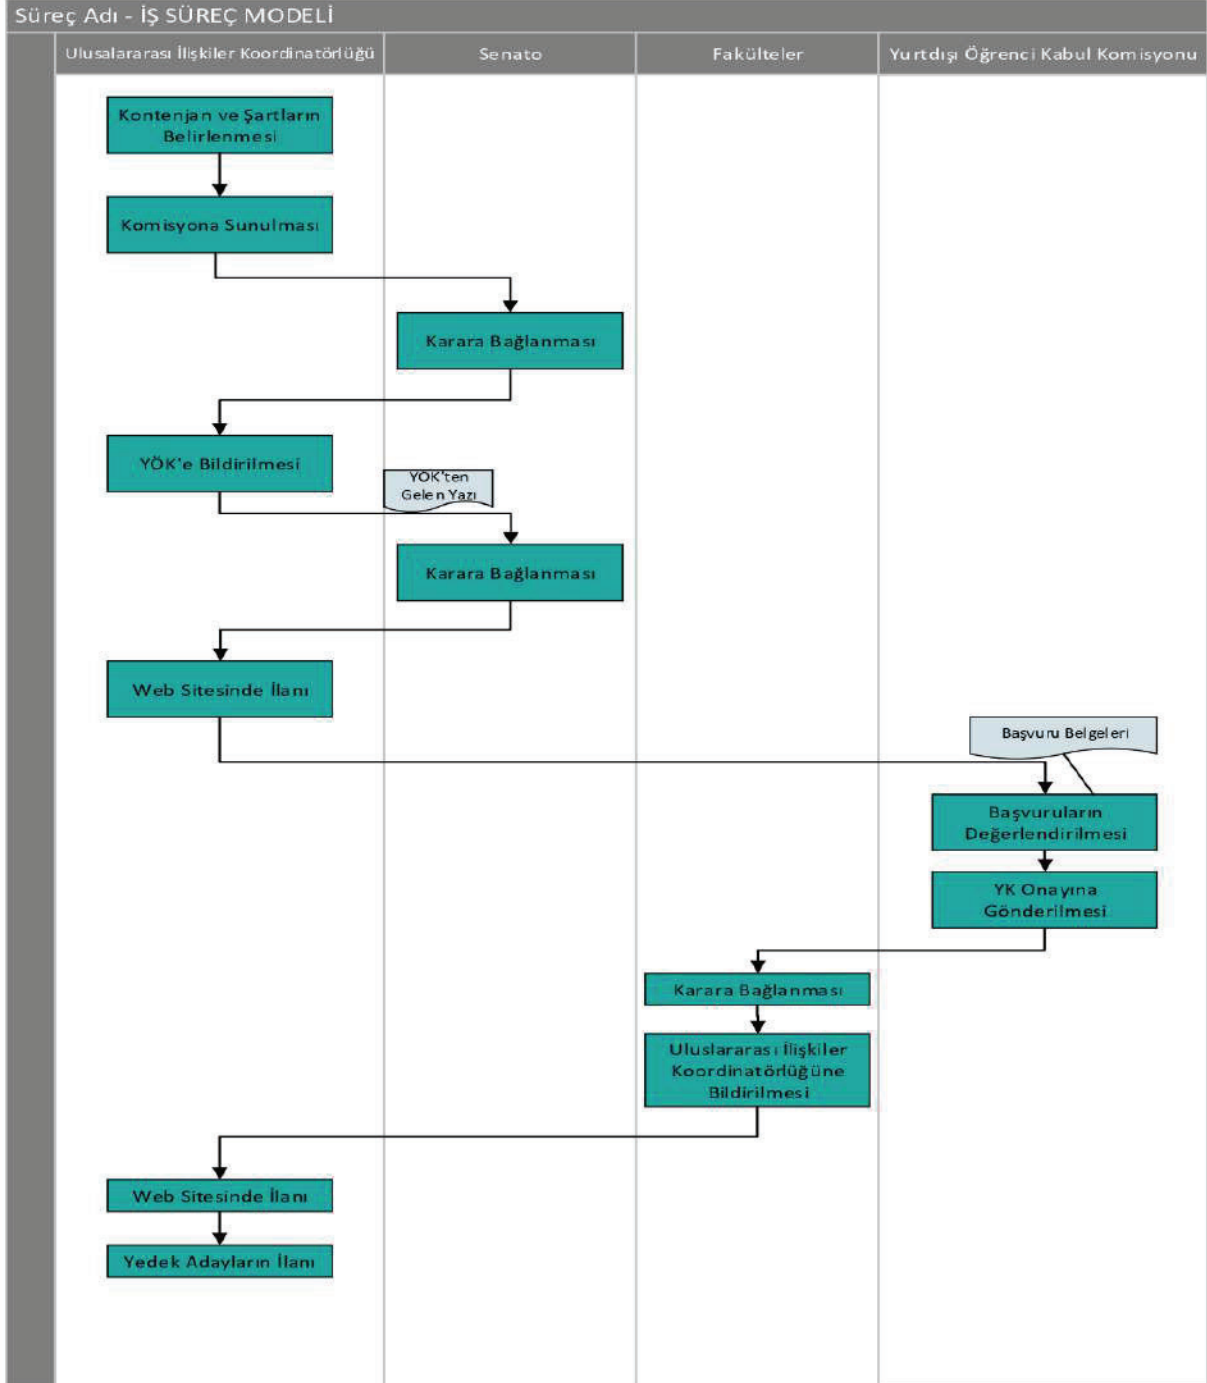 Süreç Adı - İŞ SÜREÇ MODELİ
Ulusalararası İlişkiler Koordinatörlüğü
Senato
Fakülteler
Yurtdışı Öğrenci Kabul Komisyonu
Kontenjan ve Şartların
Belirlenmesi
Komisyona Sunulması
Karara Bağlanması
YÖK'e Bildirilmesi
YÖK'ten
Gelen Yazı
Karara Bağlanması
Web Sitesinde İlanı
Başvuru Belgeleri
Başvuruların
Değerlendirilmesi
YK Onayına
Gönderilmesi
Karara Bağlanması
Uluslararası İlişkiler
Koordinatörlüğüne
Bildirilmesi
Web Sitesinde İlanı
Yedek Adayların İlanı